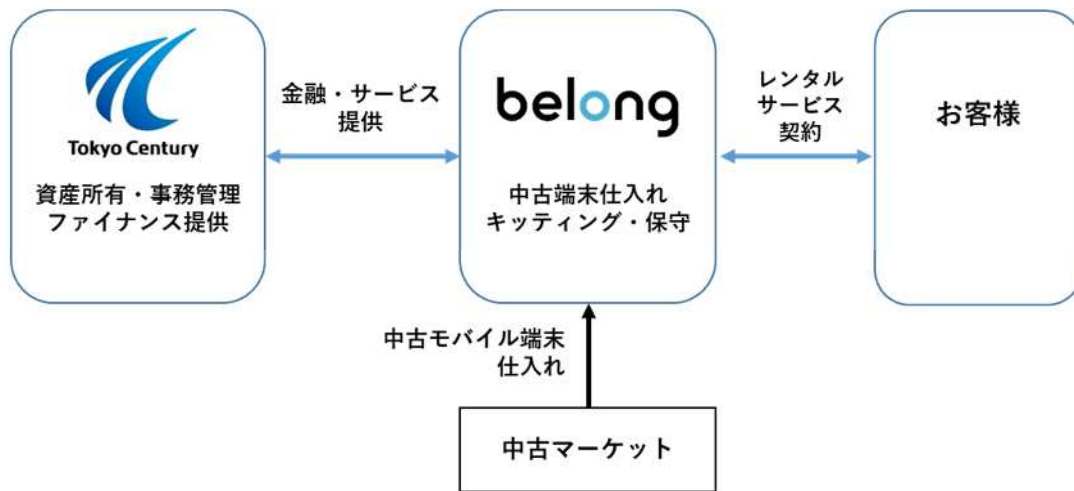 Tokyo Century
資産所有・事務管理
ファイナンス提供
金融・サービス
提供
belong
中古端末仕入れ
キッティング・保守
レンタル
サービス
契約
お客様
中古モバイル端末
仕入れ
中古マーケット